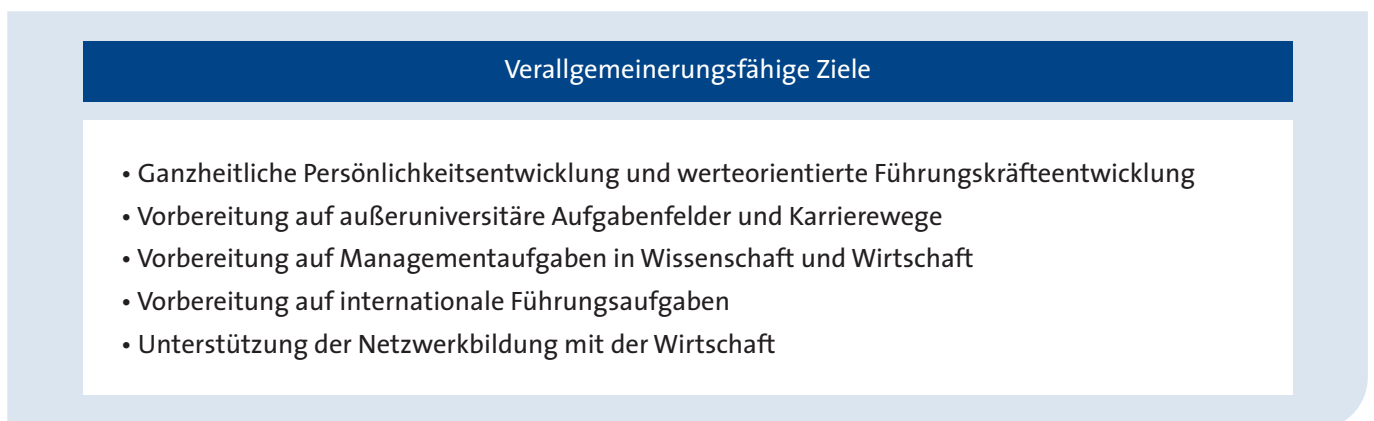 Verallgemeinerungsfähige Ziele
• Ganzheitliche Persönlichkeitsentwicklung und werteorientierte Führungskräfteentwicklung
• Vorbereitung auf außeruniversitäre Aufgabenfelder und Karrierewege
• Vorbereitung auf Managementaufgaben in Wissenschaft und Wirtschaft
• Vorbereitung auf internationale Führungsaufgaben
• Unterstützung der Netzwerkbildung mit der Wirtschaft